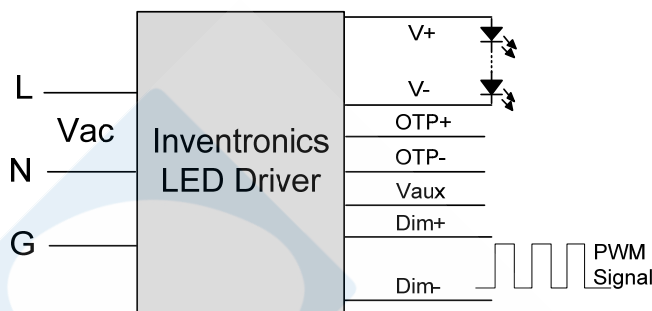 L
Vac
N
G
Inventronics
LED Driver
V+
V-
OTP+
OTP-
Vaux
Dim+
Dim-
PWM
Signal